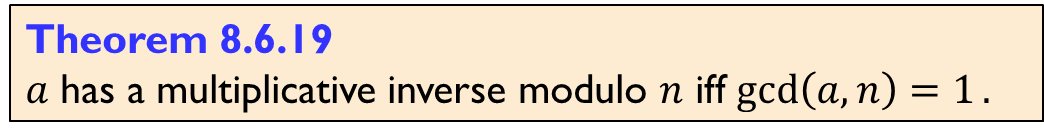 Theorem 8.6.19
a has a multiplicative inverse modulo n iff gcd(a, n) = 1 .